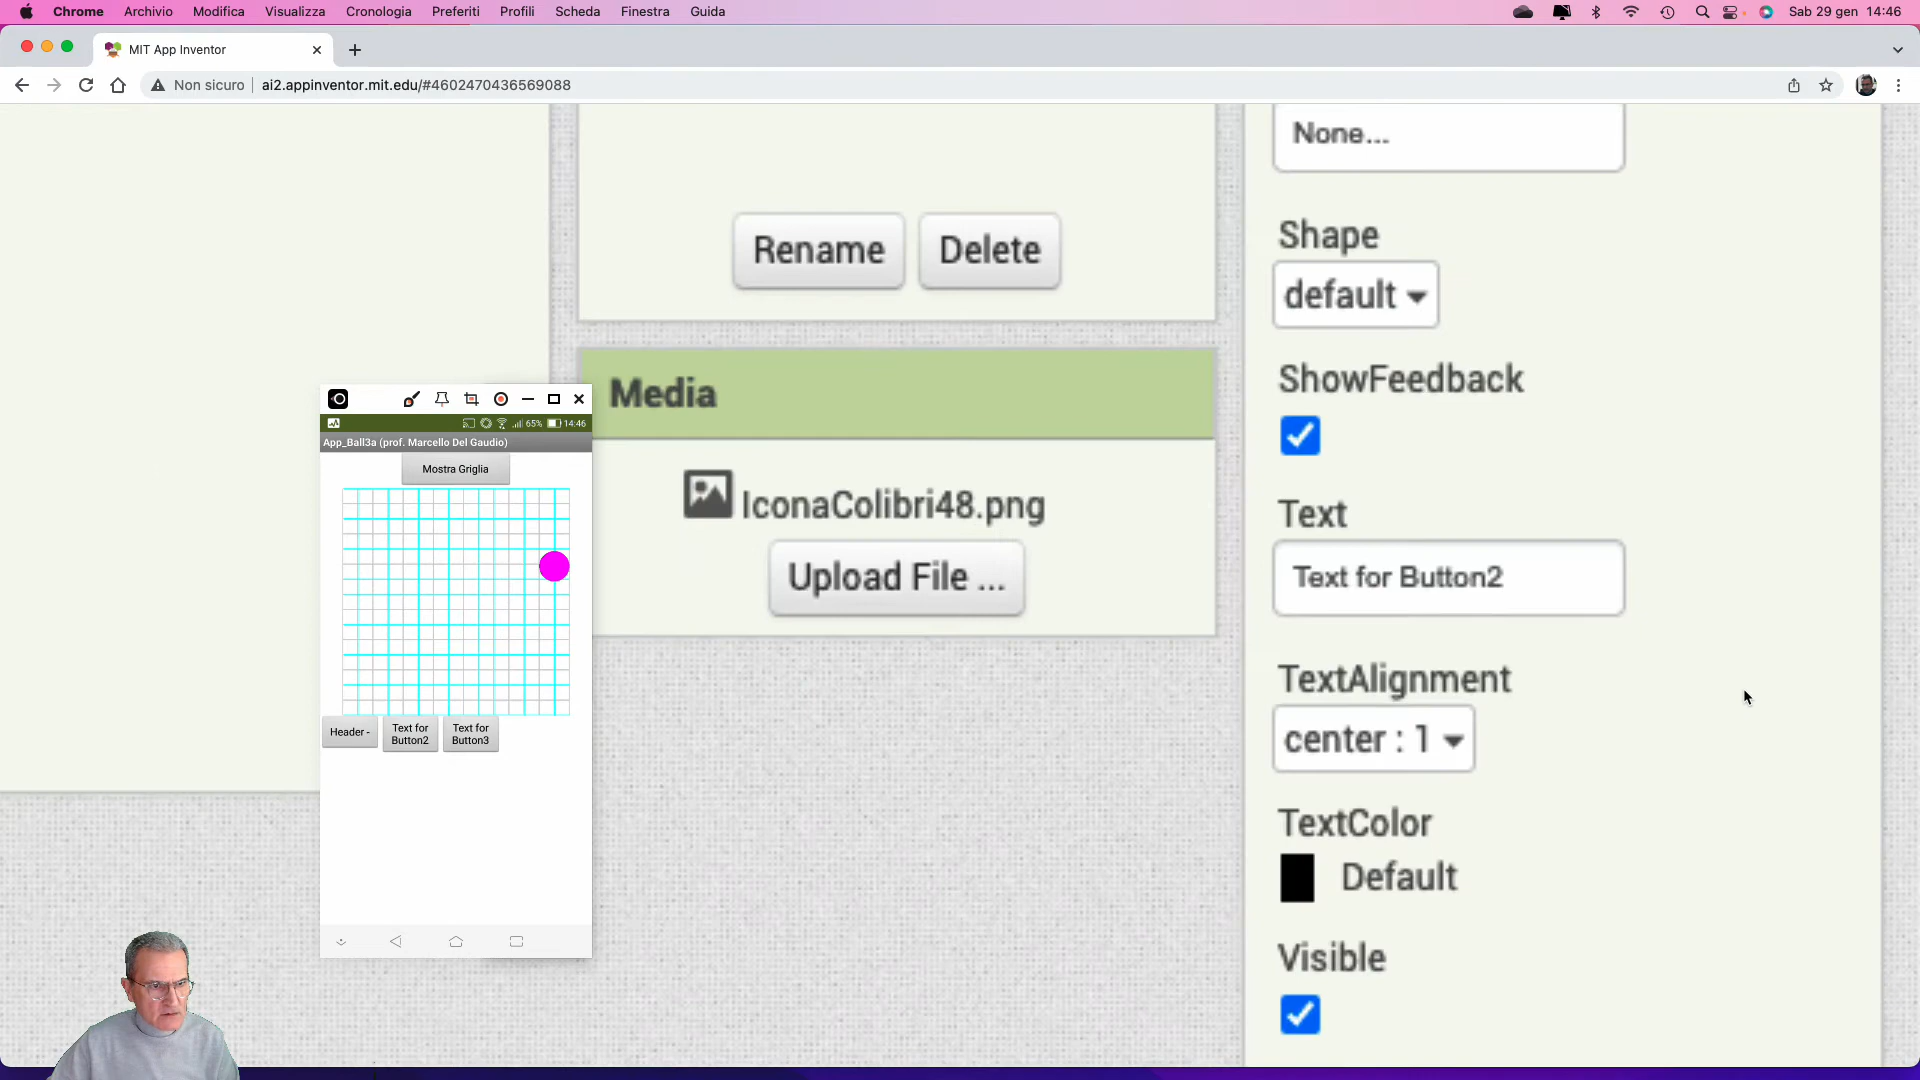 Chrome Archivio Modifica Visualizza Cronologia Preferiti Profili Scheda Finestra Guida Sab 29 gen 14:46
MIT App Inventor
Non sicuro ai2.appinventor.mit.edu/#4602470436569088
None...
Rename Delete
Shape
default
ShowFeedback
Media
IconaColibri48.png
Upload File ...
Text
Text for Button2
TextAlignment
center : 1
TextColor
Default
Visible
65% 14:46
App_Ball3a (prof. Marcello Del Gaudio)
Mostra Griglia
Header -
Text for
Button2
Text for
Button3